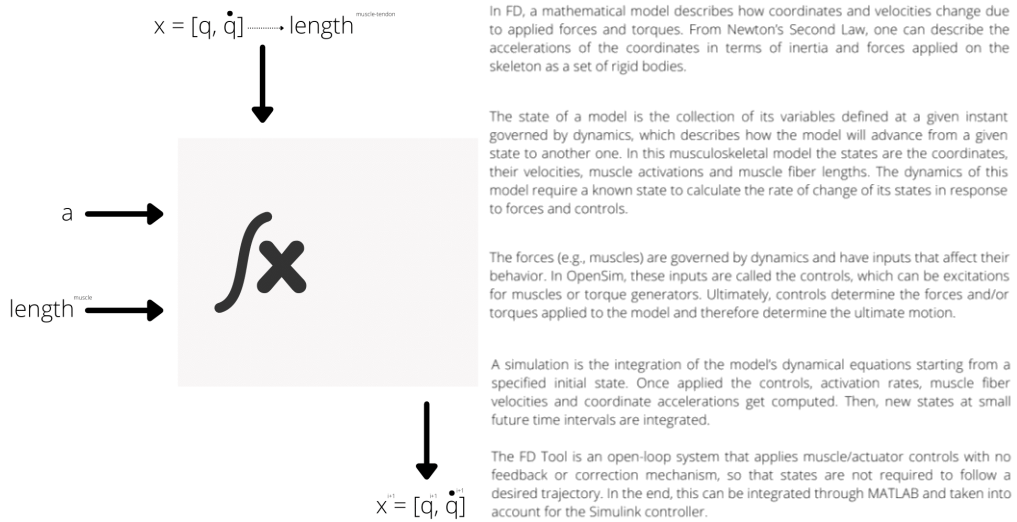 x = [q, q̇] ........ length muscle-tendon
a
length muscle
∫x
x i+1 = [q i+1, q̇ i+1]
In FD, a mathematical model describes how coordinates and velocities change due
to applied forces and torques. From Newton's Second Law, one can describe the
accelerations of the coordinates in terms of inertia and forces applied on the
skeleton as a set of rigid bodies.
The state of a model is the collection of its variables defined at a given instant
governed by dynamics, which describes how the model will advance from a given
state to another one. In this musculoskeletal model the states are the coordinates,
their velocities, muscle activations and muscle fiber lengths. The dynamics of this
model require a known state to calculate the rate of change of its states in response
to forces and controls.
The forces (e.g., muscles) are governed by dynamics and have inputs that affect their
behavior. In OpenSim, these inputs are called the controls, which can be excitations
for muscles or torque generators. Ultimately, controls determine the forces and/or
torques applied to the model and therefore determine the ultimate motion.
A simulation is the integration of the model's dynamical equations starting from a
specified initial state. Once applied the controls, activation rates, muscle fiber
velocities and coordinate accelerations get computed. Then, new states at small
future time intervals are integrated.
The FD Tool is an open-loop system that applies muscle/actuator controls with no
feedback or correction mechanism, so that states are not required to follow a
desired trajectory. In the end, this can be integrated through MATLAB and taken into
account for the Simulink controller.